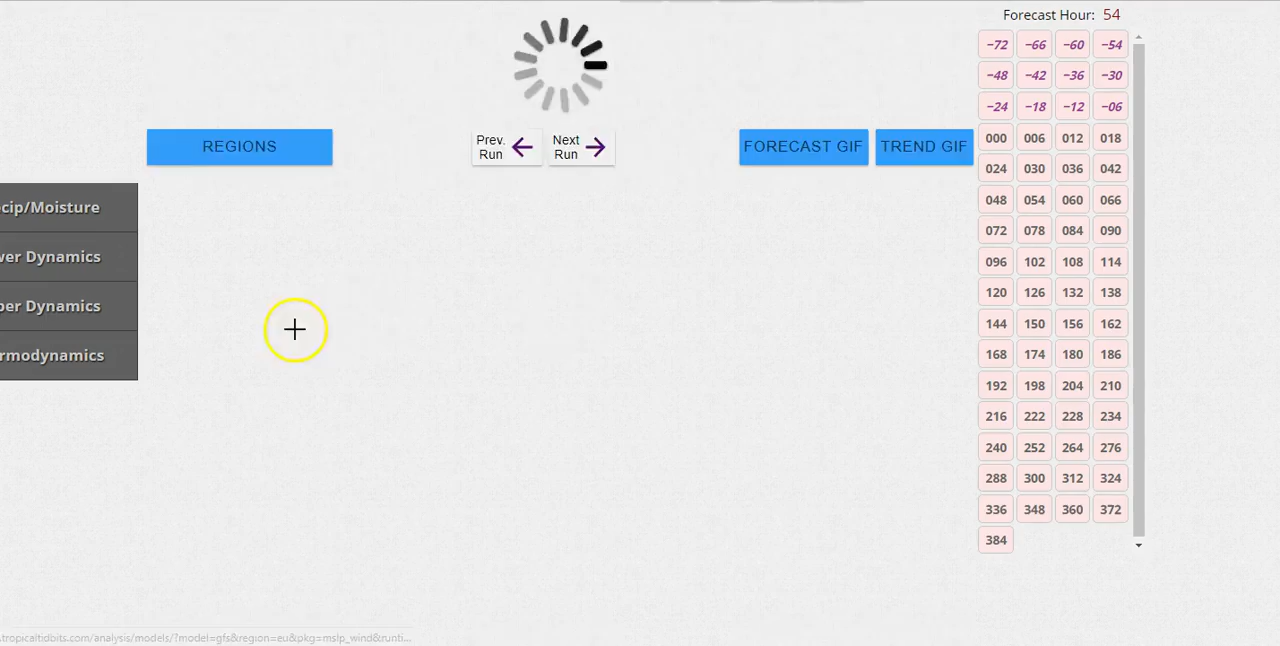 Forecast Hour: 54
−72 −66 −60 −54
−48 −42 −36 −30
−24 −18 −12 −06
REGIONS
Prev. Run
Next Run
FORECAST GIF
TREND GIF
000 006 012 018
024 030 036 042
048 054 060 066
072 078 084 090
096 102 108 114
120 126 132 138
144 150 156 162
168 174 180 186
192 198 204 210
216 222 228 234
240 252 264 276
288 300 312 324
336 348 360 372
384
cip/Moisture
wer Dynamics
per Dynamics
rmodynamics
.tropicaltidbits.com/analysis/models/?model=gfs&region=eu&pkg=mslp_wind&runti...